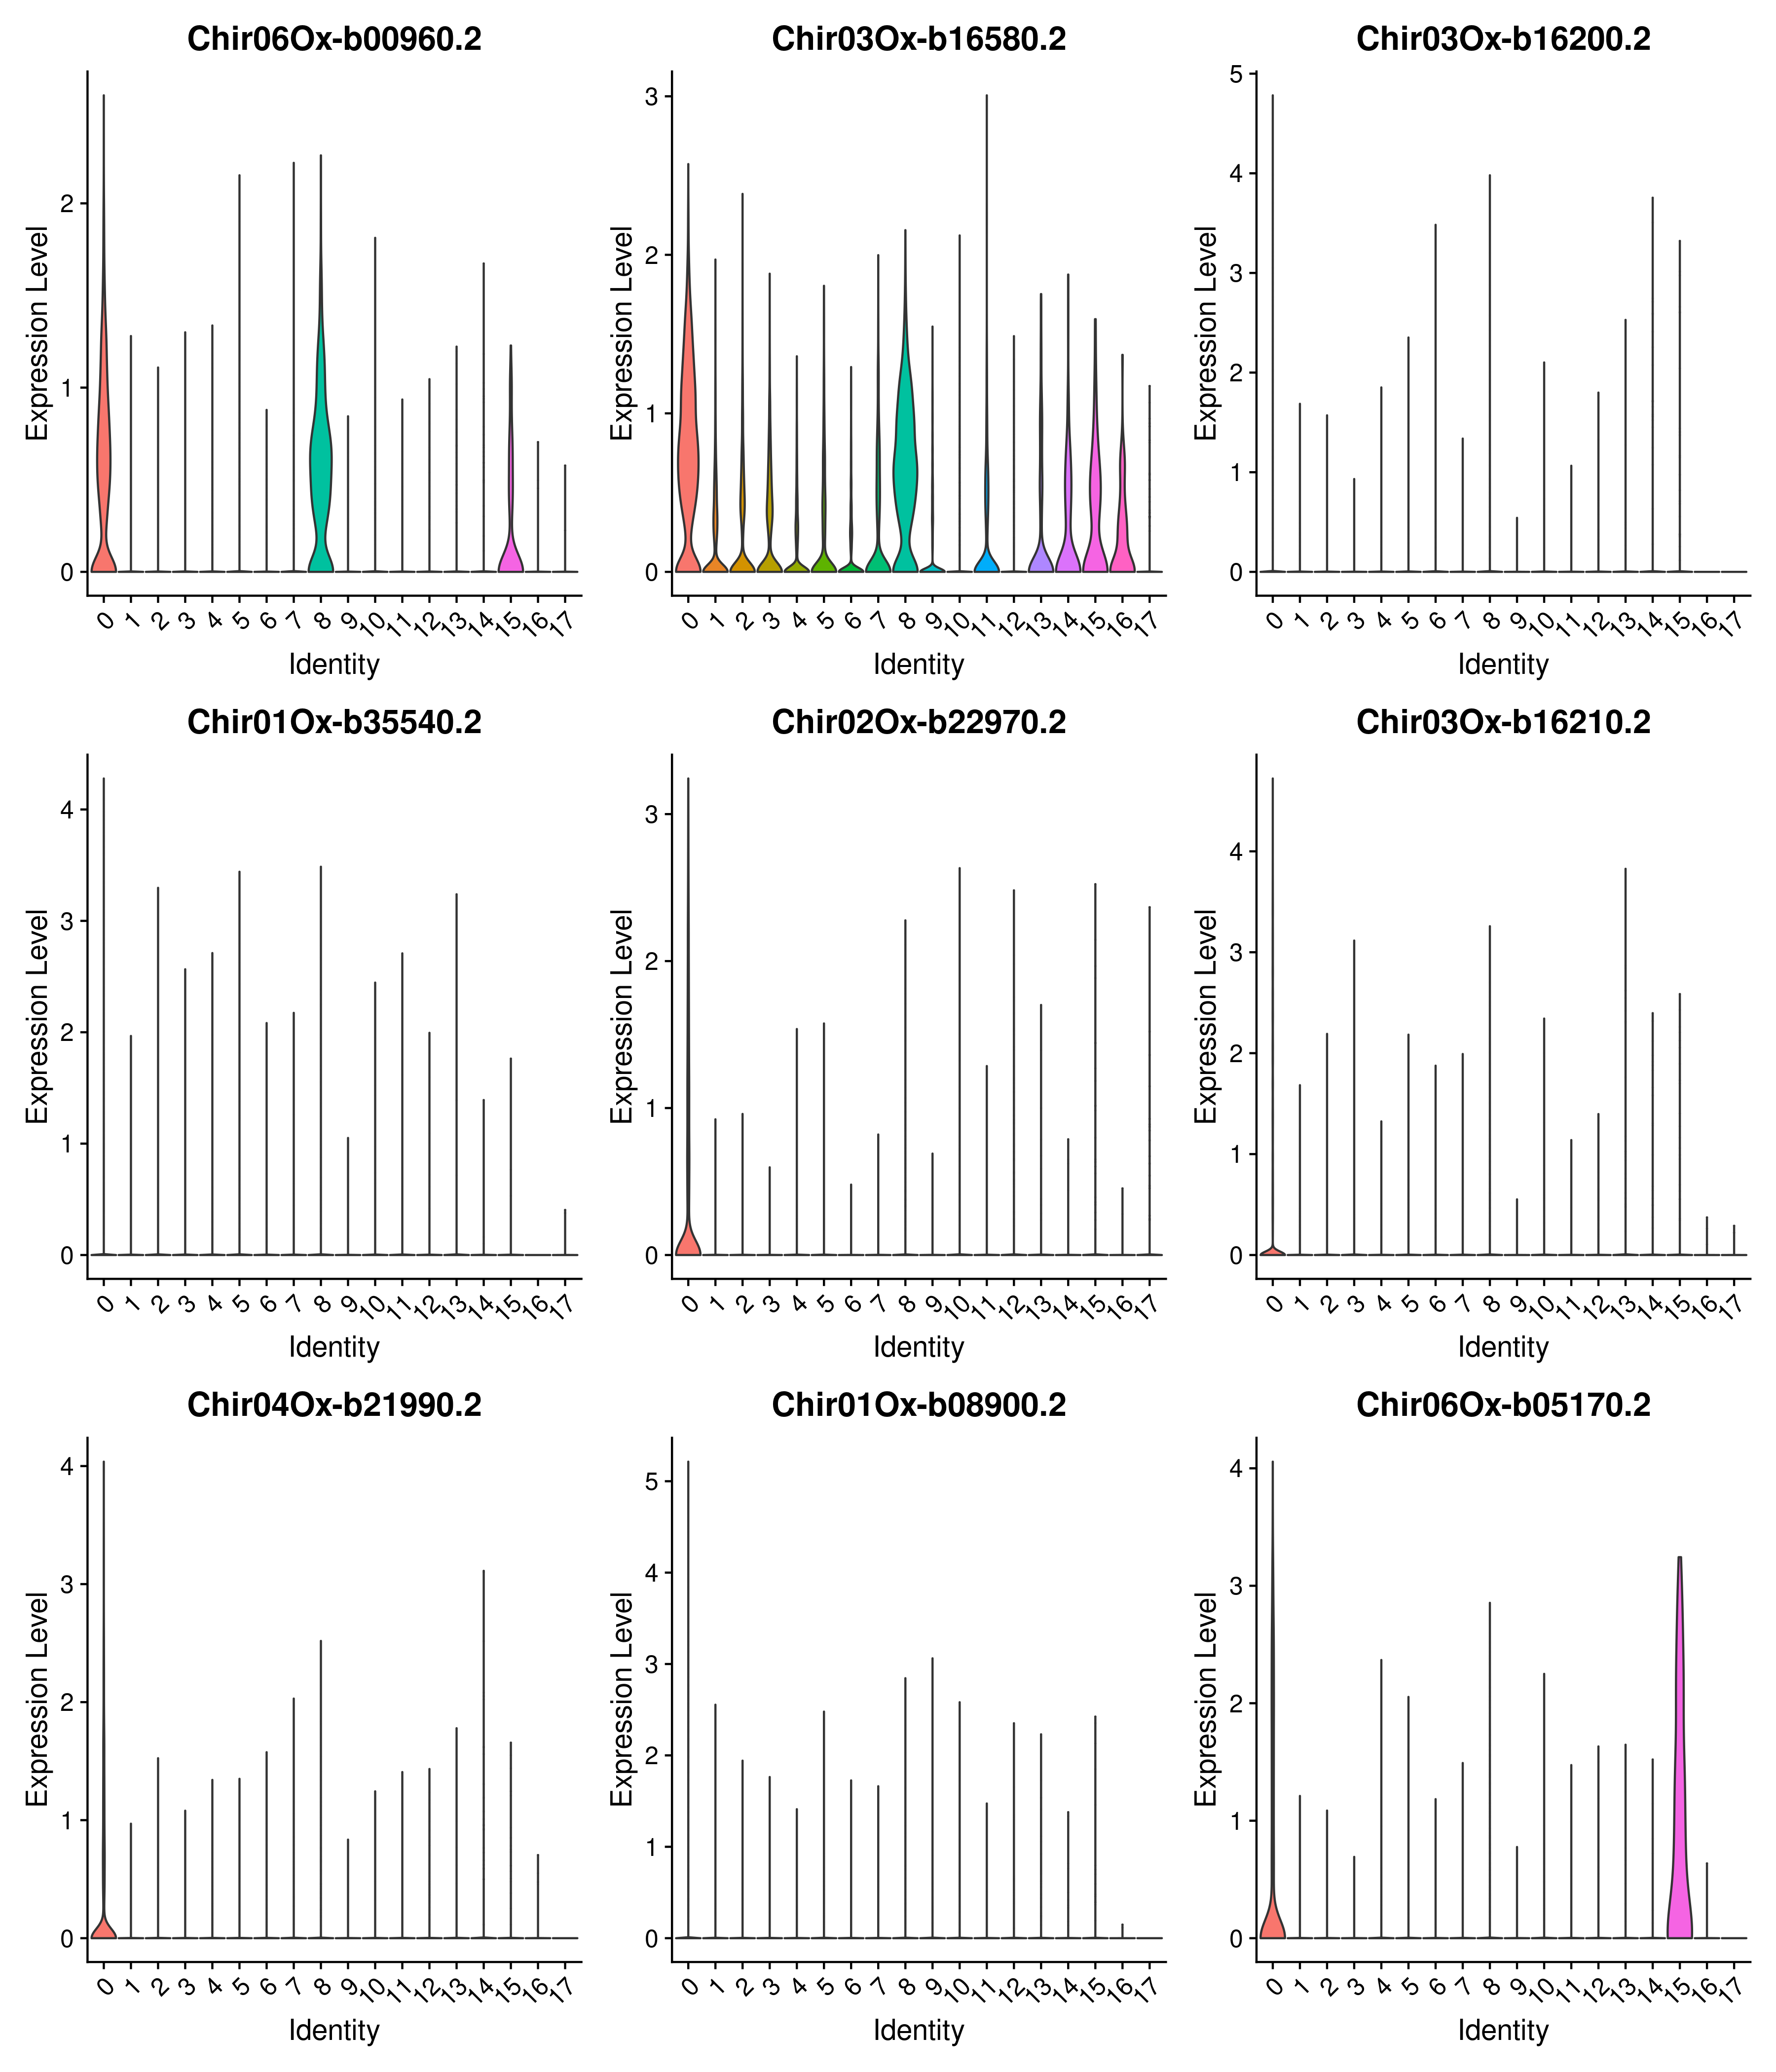 Chir06Ox-b00960.2
Expression Level
2
1
0
0 1 2 3 4 5 6 7 8 9 10 11 12 13 14 15 16 17
Identity
Chir03Ox-b16580.2
Expression Level
3
2
1
0
0 1 2 3 4 5 6 7 8 9 10 11 12 13 14 15 16 17
Identity
Chir03Ox-b16200.2
Expression Level
5
4
3
2
1
0
0 1 2 3 4 5 6 7 8 9 10 11 12 13 14 15 16 17
Identity
Chir01Ox-b35540.2
Expression Level
4
3
2
1
0
0 1 2 3 4 5 6 7 8 9 10 11 12 13 14 15 16 17
Identity
Chir02Ox-b22970.2
Expression Level
3
2
1
0
0 1 2 3 4 5 6 7 8 9 10 11 12 13 14 15 16 17
Identity
Chir03Ox-b16210.2
Expression Level
4
3
2
1
0
0 1 2 3 4 5 6 7 8 9 10 11 12 13 14 15 16 17
Identity
Chir04Ox-b21990.2
Expression Level
4
3
2
1
0
0 1 2 3 4 5 6 7 8 9 10 11 12 13 14 15 16 17
Identity
Chir01Ox-b08900.2
Expression Level
5
4
3
2
1
0
0 1 2 3 4 5 6 7 8 9 10 11 12 13 14 15 16 17
Identity
Chir06Ox-b05170.2
Expression Level
4
3
2
1
0
0 1 2 3 4 5 6 7 8 9 10 11 12 13 14 15 16 17
Identity